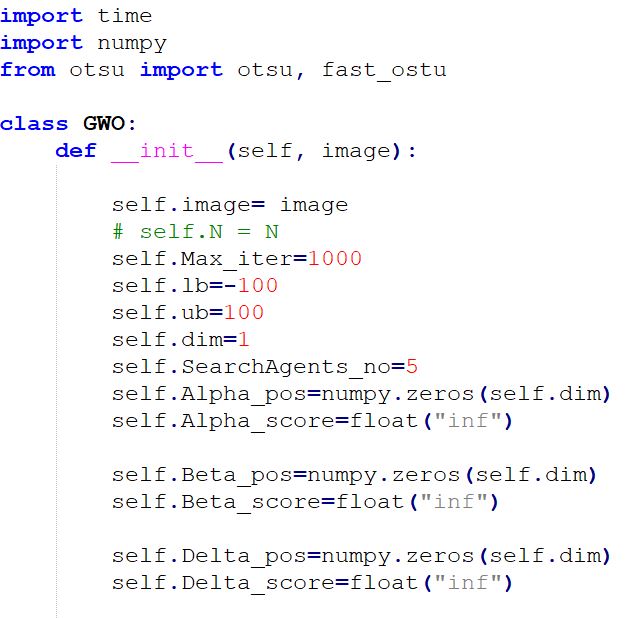 import time
import numpy
from otsu import otsu, fast_ostu
class GWO:
def __init__(self, image):
self.image= image
# self.N = N
self.Max_iter=1000
self.lb=-100
self.ub=100
self.dim=1
self.SearchAgents_no=5
self.Alpha_pos=numpy.zeros(self.dim)
self.Alpha_score=float("inf")
self.Beta_pos=numpy.zeros(self.dim)
self.Beta_score=float("inf")
self.Delta_pos=numpy.zeros(self.dim)
self.Delta_score=float("inf")